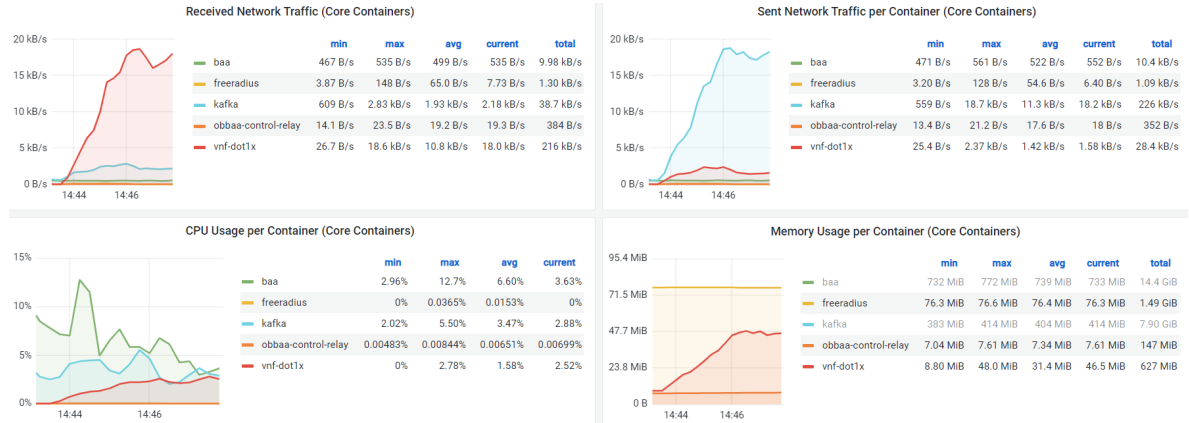 Received Network Traffic (Core Containers)
20 kB/s
15 kB/s
10 kB/s
5 kB/s
0 B/s
14:44 14:46
min max avg current total
baa 467 B/s 535 B/s 499 B/s 535 B/s 9.98 kB/s
freeradius 3.87 B/s 148 B/s 65.0 B/s 7.73 B/s 1.30 kB/s
kafka 609 B/s 2.83 kB/s 1.93 kB/s 2.18 kB/s 38.7 kB/s
obbaa-control-relay 14.1 B/s 23.5 B/s 19.2 B/s 19.3 B/s 384 B/s
vnf-dot1x 26.7 B/s 18.6 kB/s 10.8 kB/s 18.0 kB/s 216 kB/s
Sent Network Traffic per Container (Core Containers)
20 kB/s
15 kB/s
10 kB/s
5 kB/s
0 B/s
14:44 14:46
min max avg current total
baa 471 B/s 561 B/s 522 B/s 552 B/s 10.4 kB/s
freeradius 3.20 B/s 128 B/s 54.6 B/s 6.40 B/s 1.09 kB/s
kafka 559 B/s 18.7 kB/s 11.3 kB/s 18.2 kB/s 226 kB/s
obbaa-control-relay 13.4 B/s 21.2 B/s 17.6 B/s 18 B/s 352 B/s
vnf-dot1x 25.4 B/s 2.37 kB/s 1.42 kB/s 1.58 kB/s 28.4 kB/s
CPU Usage per Container (Core Containers)
15%
10%
5%
0%
14:44 14:46
min max avg current
baa 2.96% 12.7% 6.60% 3.63%
freeradius 0% 0.0365% 0.0153% 0%
kafka 2.02% 5.50% 3.47% 2.88%
obbaa-control-relay 0.00483% 0.00844% 0.00651% 0.00699%
vnf-dot1x 0% 2.78% 1.58% 2.52%
Memory Usage per Container (Core Containers)
95.4 MiB
71.5 MiB
47.7 MiB
23.8 MiB
0 B
14:44 14:46
min max avg current total
baa 732 MiB 772 MiB 739 MiB 733 MiB 14.4 GiB
freeradius 76.3 MiB 76.6 MiB 76.4 MiB 76.3 MiB 1.49 GiB
kafka 383 MiB 414 MiB 404 MiB 414 MiB 7.90 GiB
obbaa-control-relay 7.04 MiB 7.61 MiB 7.34 MiB 7.61 MiB 147 MiB
vnf-dot1x 8.80 MiB 48.0 MiB 31.4 MiB 46.5 MiB 627 MiB